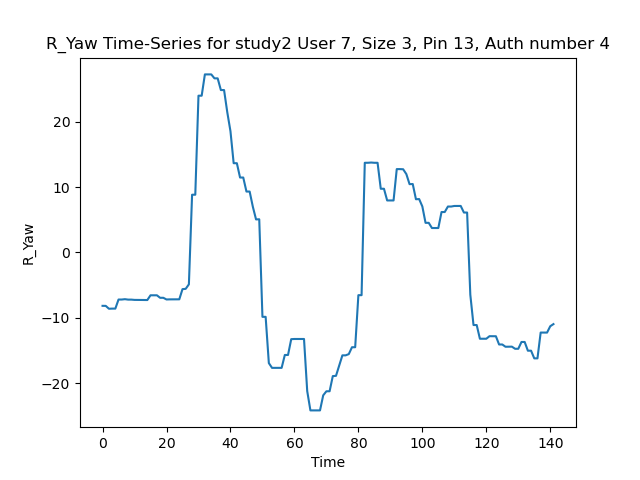 R_Yaw Time-Series for study2 User 7, Size 3, Pin 13, Auth number 4
R_Yaw
20
10
0
−10
−20
0 20 40 60 80 100 120 140
Time